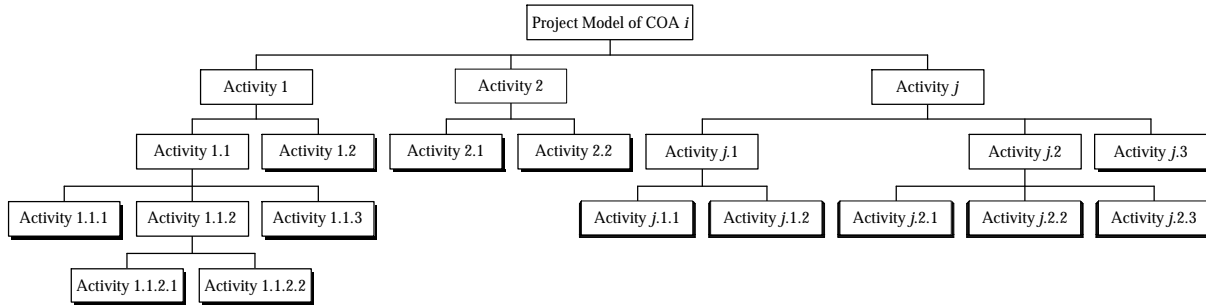 Project Model of COA i
Activity 1
Activity 2
Activity j
Activity 1.1
Activity 1.2
Activity 2.1
Activity 2.2
Activity j.1
Activity j.2
Activity j.3
Activity 1.1.1
Activity 1.1.2
Activity 1.1.3
Activity j.1.1
Activity j.1.2
Activity j.2.1
Activity j.2.2
Activity j.2.3
Activity 1.1.2.1
Activity 1.1.2.2